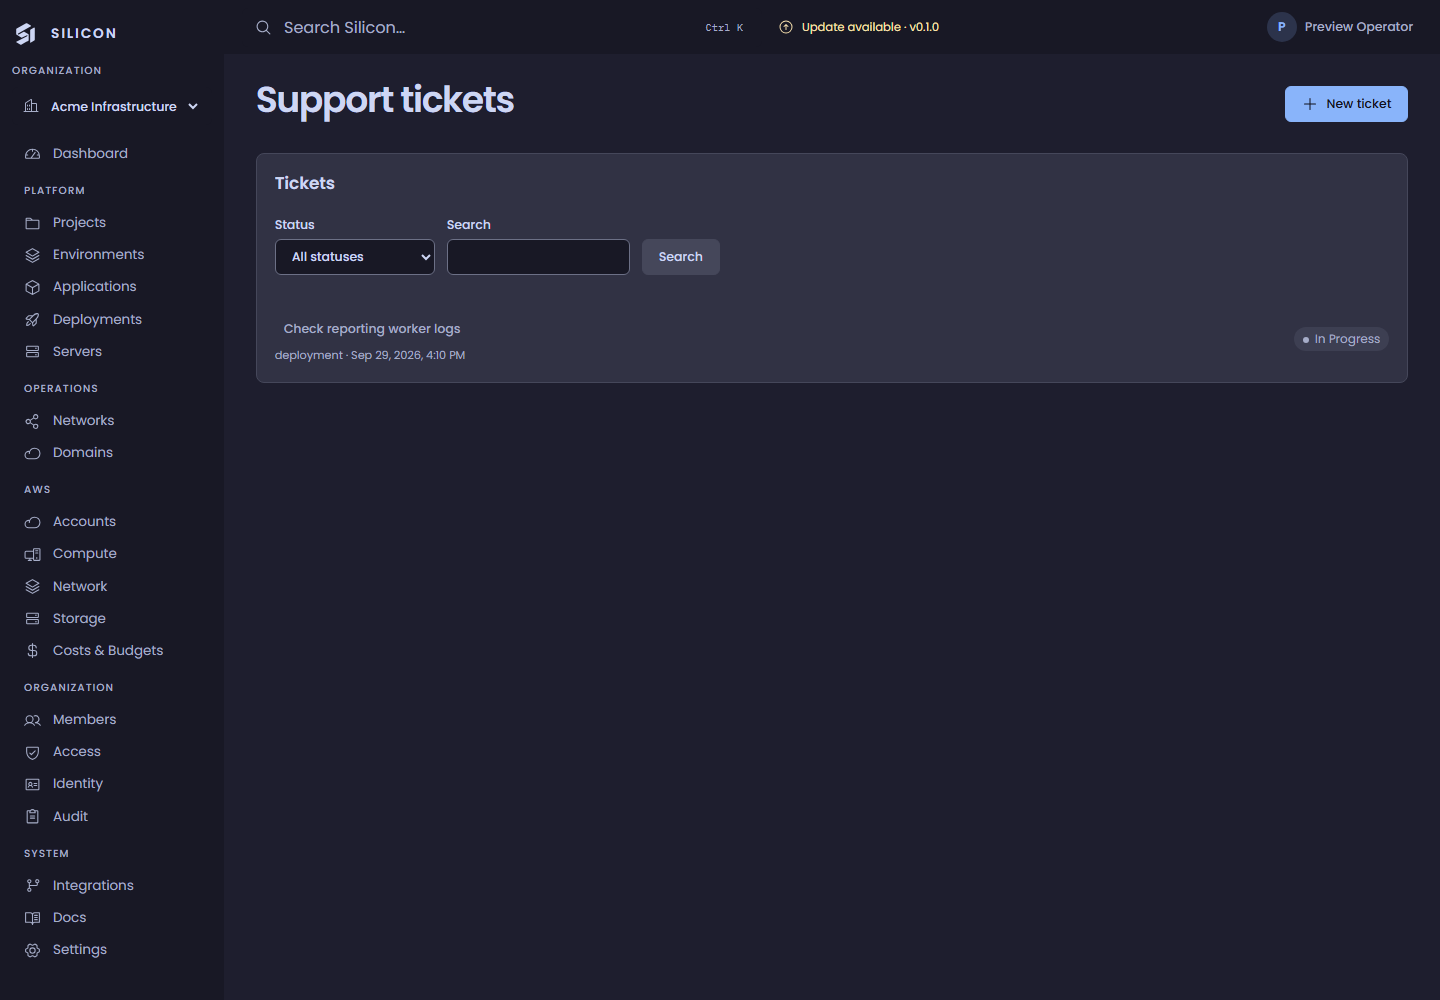 SILICON
ORGANIZATION
Acme Infrastructure
Dashboard
PLATFORM
Projects
Environments
Applications
Deployments
Servers
OPERATIONS
Networks
Domains
AWS
Accounts
Compute
Network
Storage
Costs & Budgets
ORGANIZATION
Members
Access
Identity
Audit
SYSTEM
Integrations
Docs
Settings
Search Silicon...
Ctrl K
Update available · v0.1.0
P
Preview Operator
Support tickets
New ticket
Tickets
Status
Search
All statuses
Search
Check reporting worker logs
deployment · Sep 29, 2026, 4:10 PM
In Progress